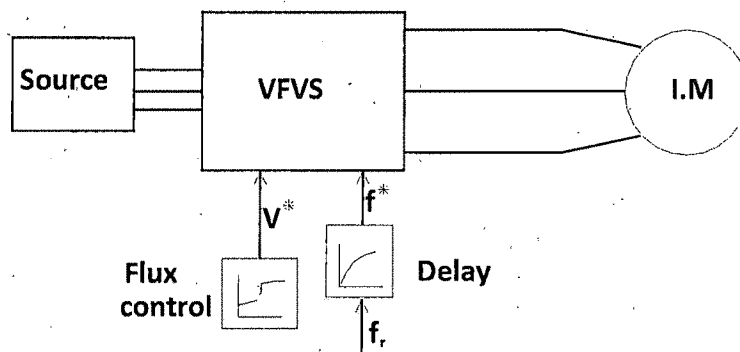 Source
VFVS
I.M
V*
f*
Flux
control
Delay
fr